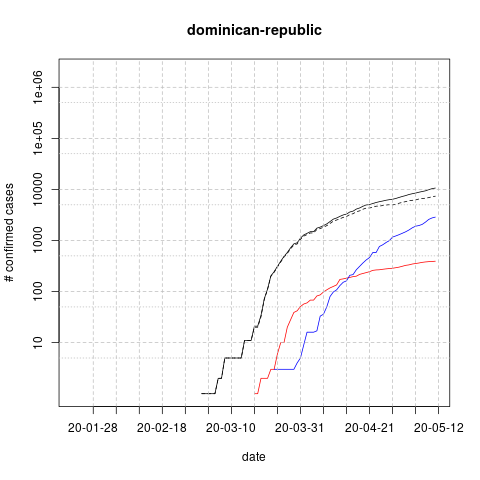 dominican-republic
# confirmed cases
1e+06
1e+05
10000
1000
100
10
20-01-28 20-02-18 20-03-10 20-03-31 20-04-21 20-05-12
date